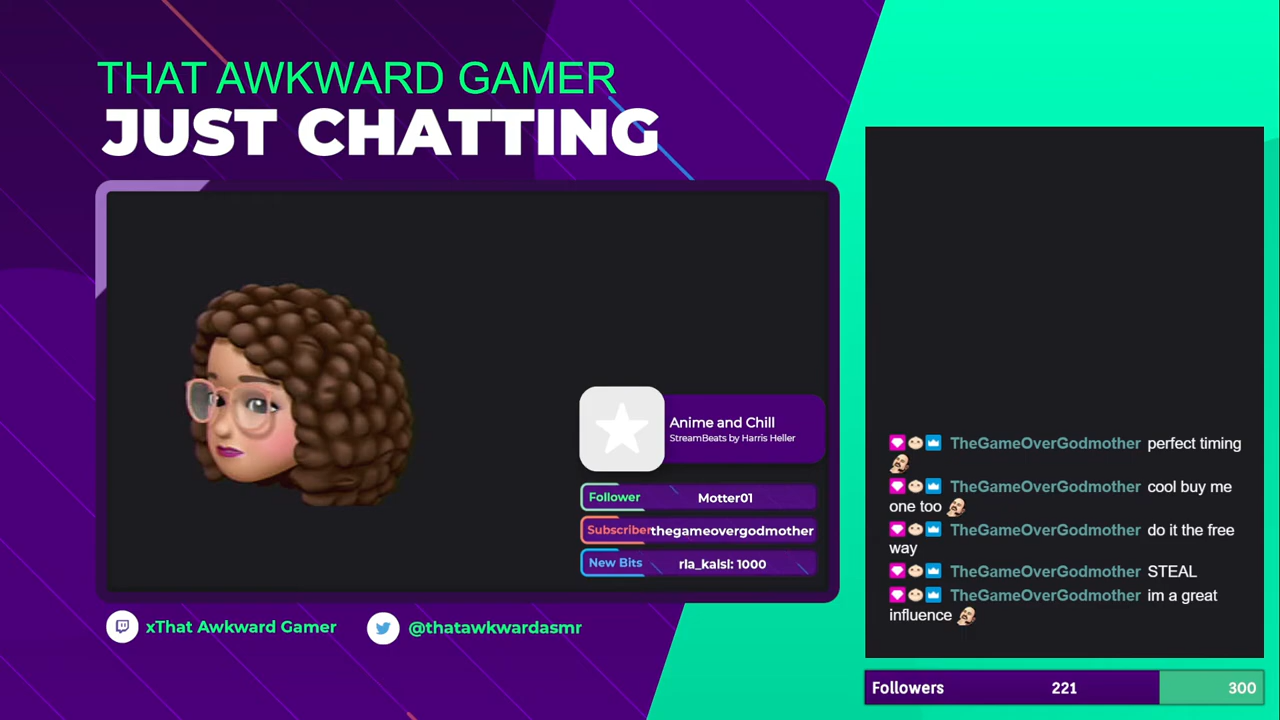 THAT AWKWARD GAMER
JUST CHATTING
Anime and Chill
StreamBeats by Harris Heller
Follower Motter01
Subscriber thegameovergodmother
New Bits rla_kalsl: 1000
xThat Awkward Gamer @thatawkwardasmr
TheGameOverGodmother perfect timing
TheGameOverGodmother cool buy me
one too
TheGameOverGodmother do it the free
way
TheGameOverGodmother STEAL
TheGameOverGodmother im a great
influence
Followers 221 300